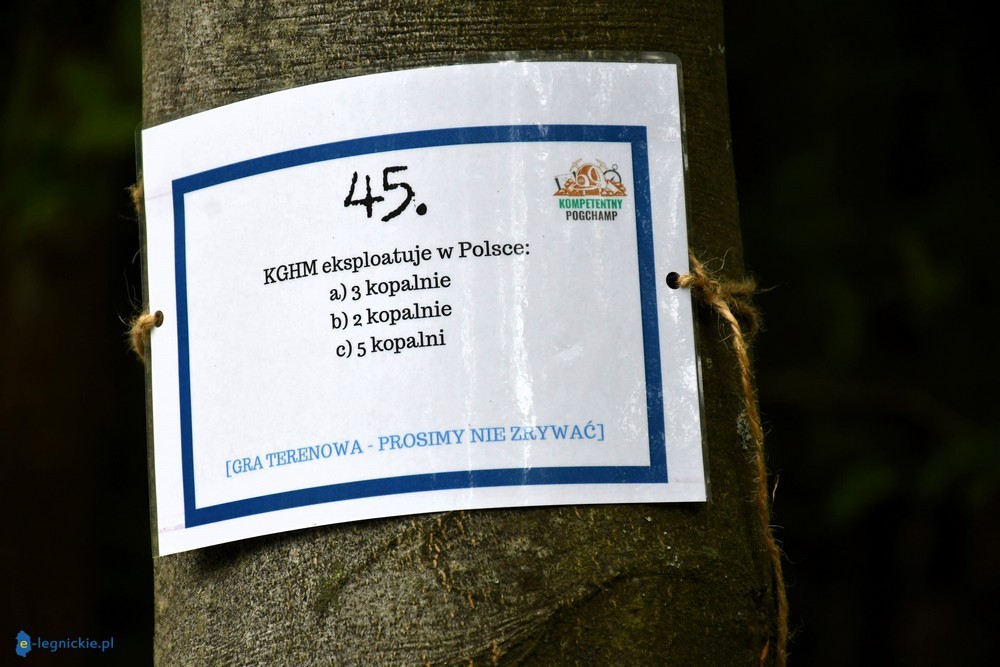 45.
KOMPETENTNY
POGCHAMP
KGHM eksploatuje w Polsce:
a) 3 kopalnie
b) 2 kopalnie
c) 5 kopalni
[GRA TERENOWA - PROSIMY NIE ZRYWAĆ]
e-legnickie.pl